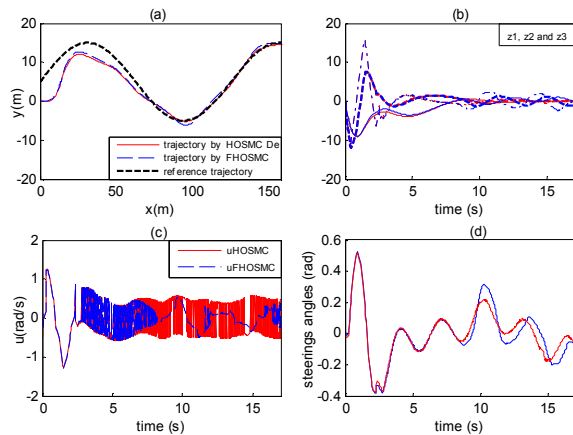 (a)
20
10
0
-10
-20
y(m)
trajectory by HOSMC De
trajectory by FHOSMC
reference trajectory
0
50
100
150
x(m)
(b)
z1, z2 and z3
20
10
0
-10
-20
0
5
10
15
time (s)
(c)
uHOSMC
uFHOSMC
2
1
0
-1
-2
u(rad/s)
0
5
10
15
time (s)
(d)
0.6
0.4
0.2
0
-0.2
-0.4
steerings angles (rad)
0
5
10
15
time (s)